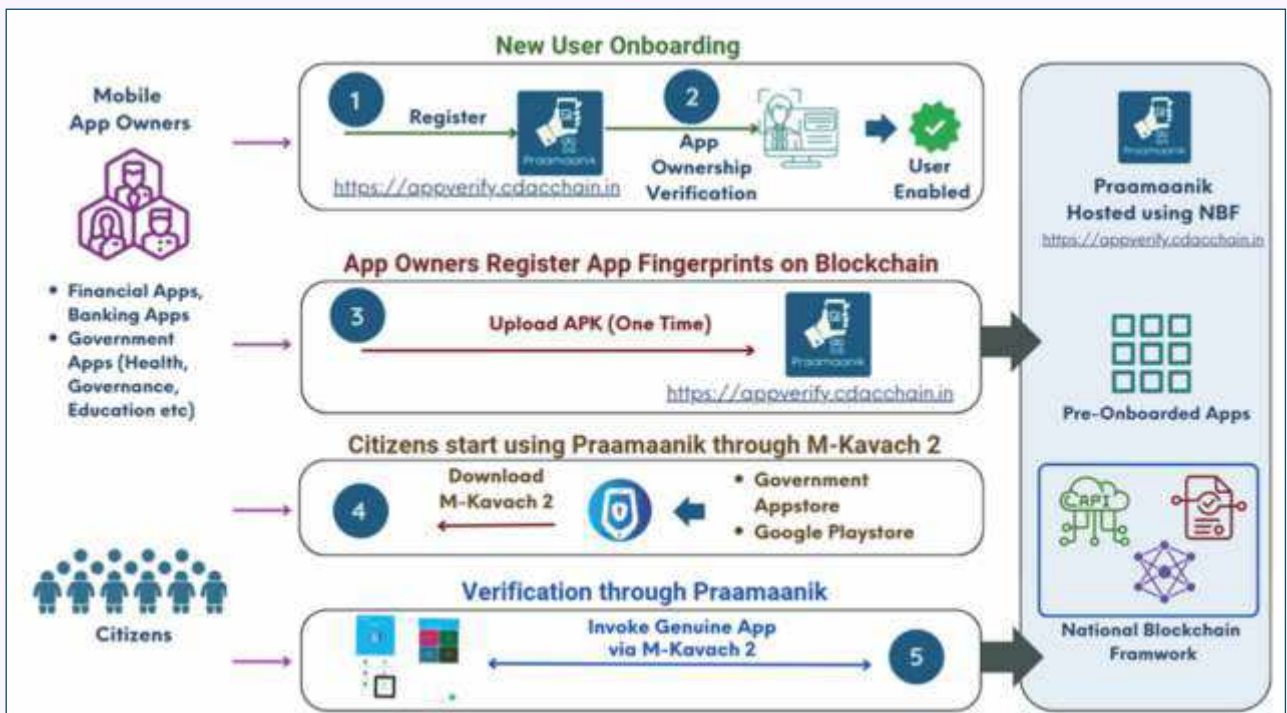 New User Onboarding
Mobile
App Owners
1
Register
Praamaanik
https://appverify.cdacchain.in
2
App
Ownership
Verification
User
Enabled
• Financial Apps,
Banking Apps
• Government
Apps (Health,
Governance,
Education etc)
App Owners Register App Fingerprints on Blockchain
3
Upload APK (One Time)
Praamaanik
https://appverify.cdacchain.in
Citizens start using Praamaanik through M-Kavach 2
4
Download
M-Kavach 2
• Government
Appstore
• Google Playstore
Citizens
Verification through Praamaanik
Invoke Genuine App
via M-Kavach 2
5
Praamaanik
Praamaanik
Hosted using NBF
https://appverify.cdacchain.in
Pre-Onboarded Apps
API
National Blockchain
Framwork